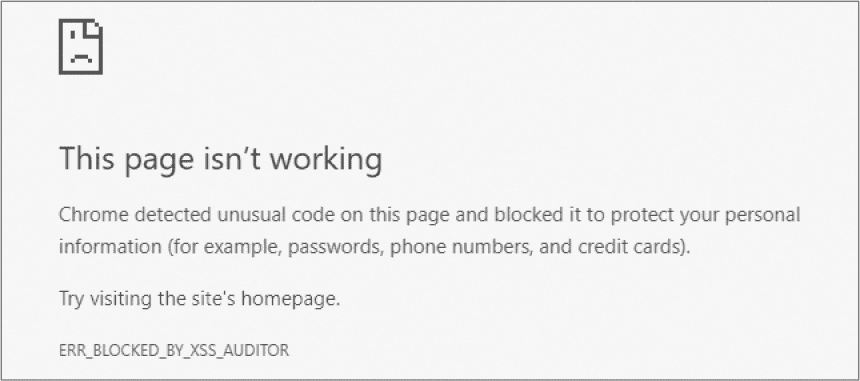 This page isn’t working
Chrome detected unusual code on this page and blocked it to protect your personal
information (for example, passwords, phone numbers, and credit cards).
Try visiting the site's homepage.
ERR_BLOCKED_BY_XSS_AUDITOR